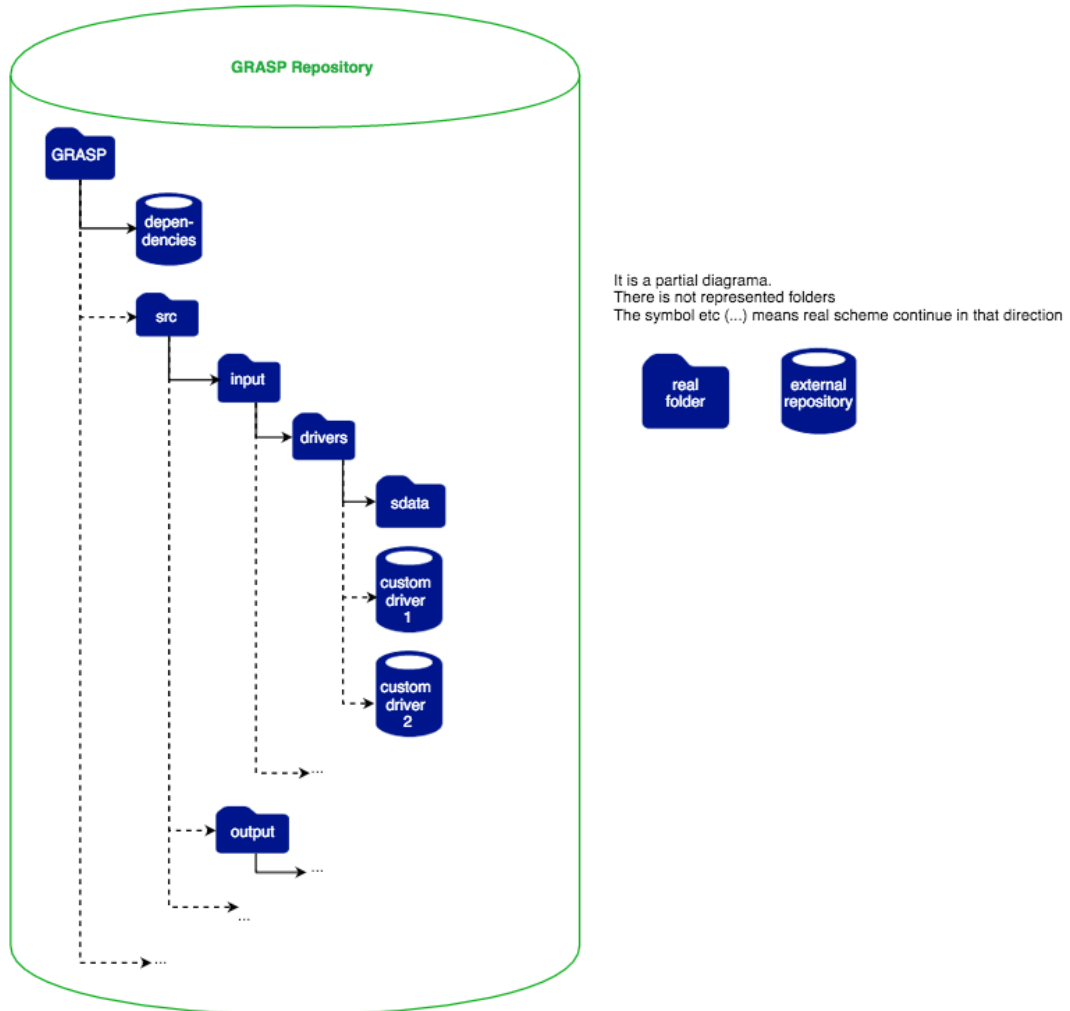 GRASP Repository
GRASP
depen-
dencies
src
input
drivers
sdata
custom
driver
1
custom
driver
2
...
output
...
...
...
It is a partial diagrama.
There is not represented folders
The symbol etc (...) means real scheme continue in that direction
real
folder
external
repository